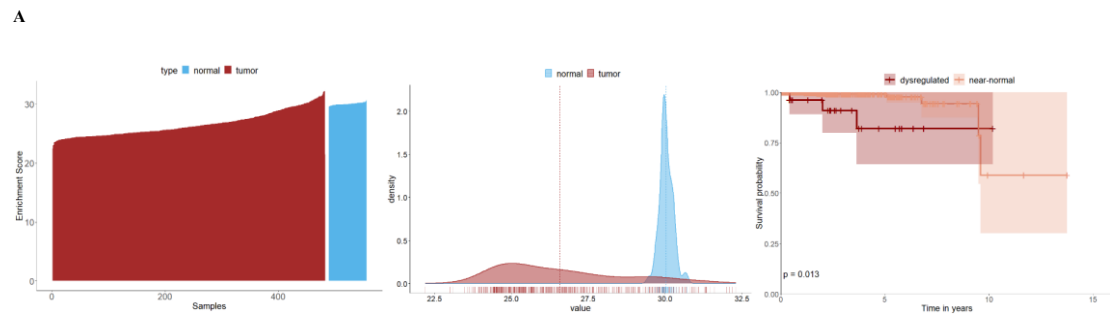 A
type normal tumor
Enrichment Score
30
20
10
0
0 200 400
Samples
normal tumor
density
2.0
1.5
1.0
0.5
0.0
22.5 25.0 27.5 30.0 32.5
value
dysregulated near-normal
Survival probability
1.00
0.75
0.50
0.25
0.00
p = 0.013
0 5 10 15
Time in years